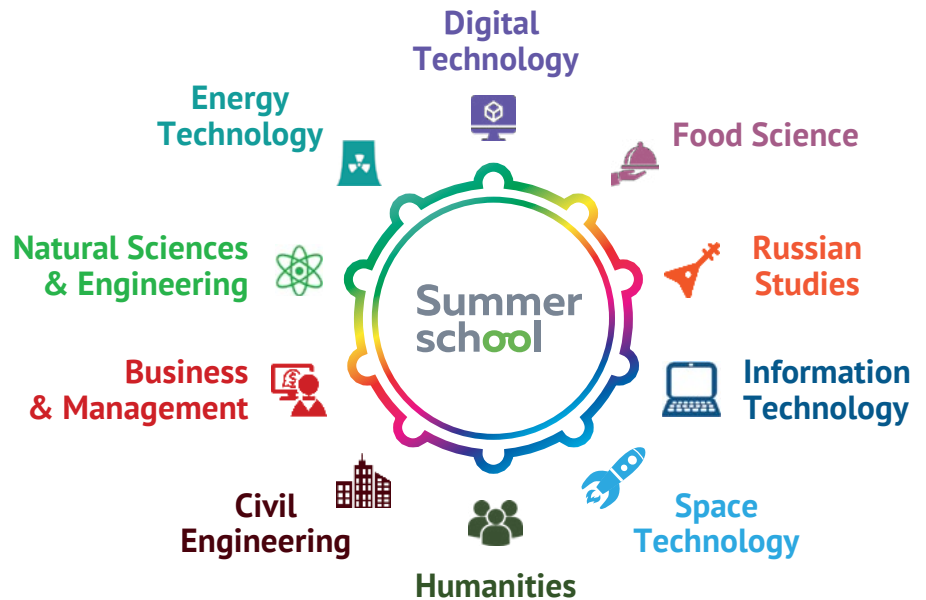 Digital
Technology
Energy
Technology
Food Science
Natural Sciences
& Engineering
Russian
Studies
Summer
school
Business
& Management
Information
Technology
Civil
Engineering
Space
Technology
Humanities